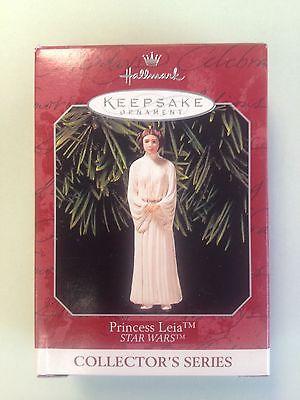 Hallmark
KEEPSAKE
ORNAMENT
Princess Leia™
STAR WARS™
COLLECTOR'S SERIES